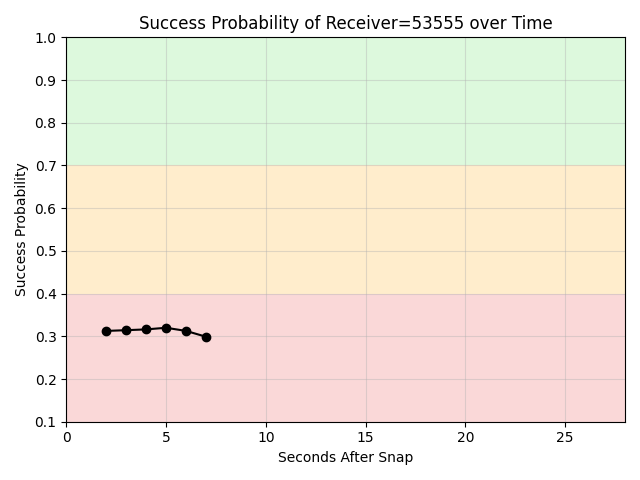 Success Probability of Receiver=53555 over Time
1.0
0.9
0.8
0.7
0.6
0.5
0.4
0.3
0.2
0.1
Success Probability
0 5 10 15 20 25
Seconds After Snap